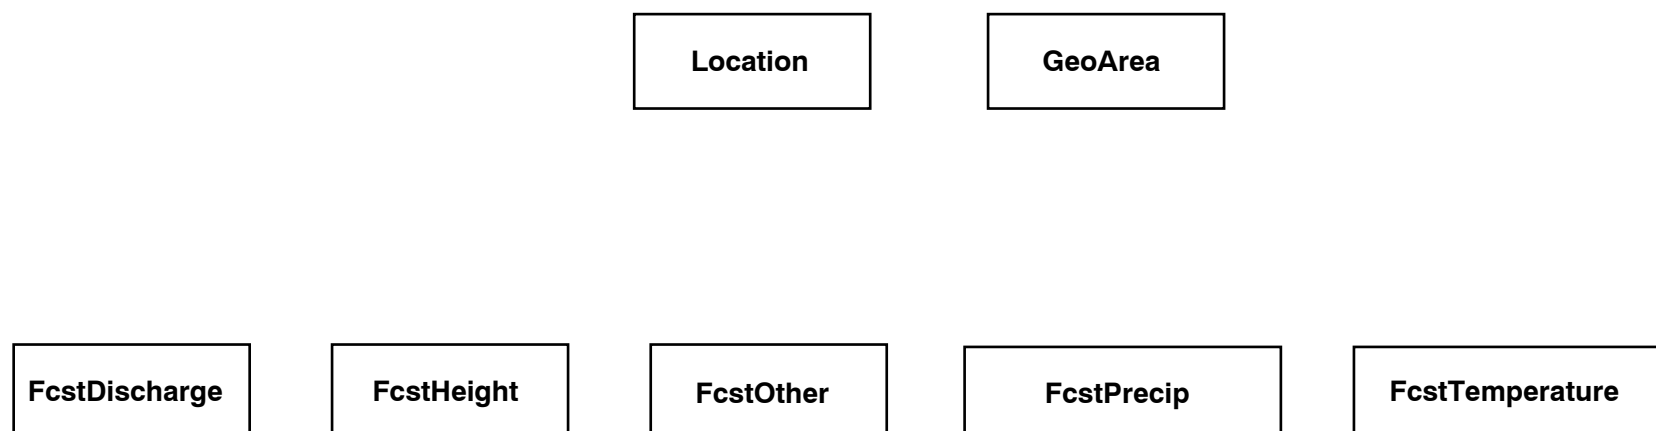 Location
GeoArea
FcstDischarge
FcstHeight
FcstOther
FcstPrecip
FcstTemperature